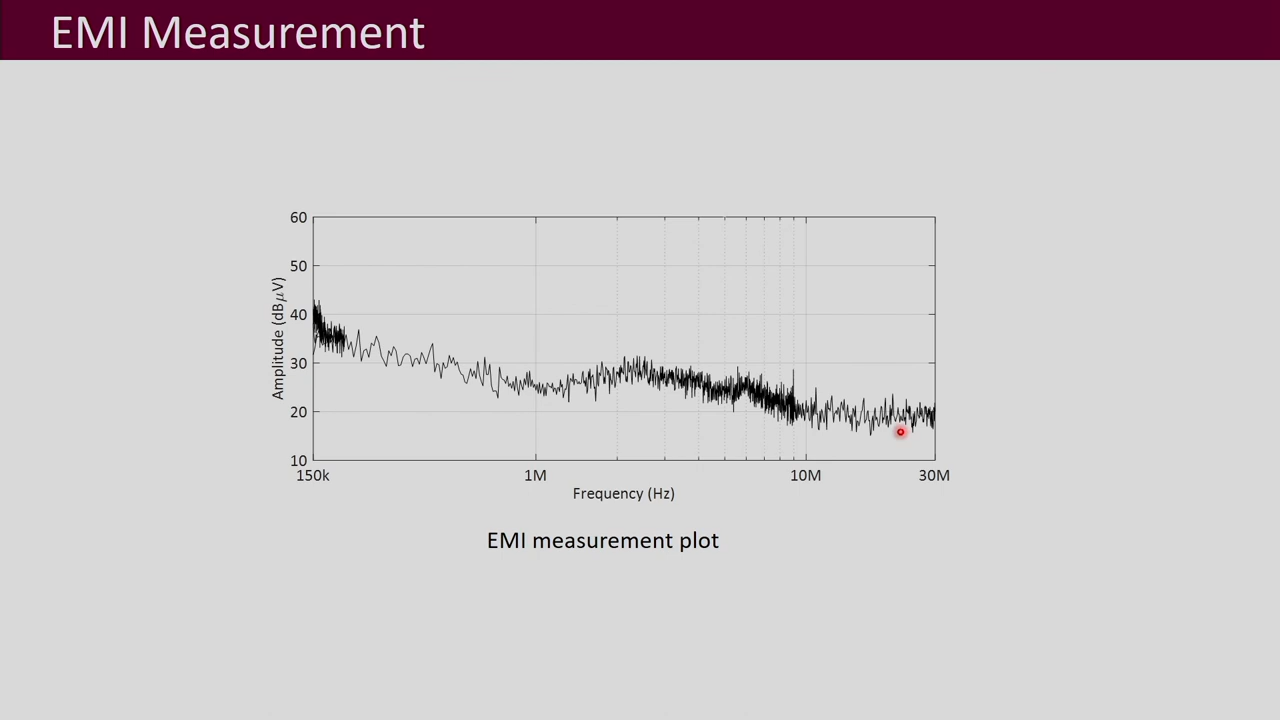 EMI Measurement
60
50
40
30
20
10
Amplitude (dBμV)
150k
1M
10M
30M
Frequency (Hz)
EMI measurement plot